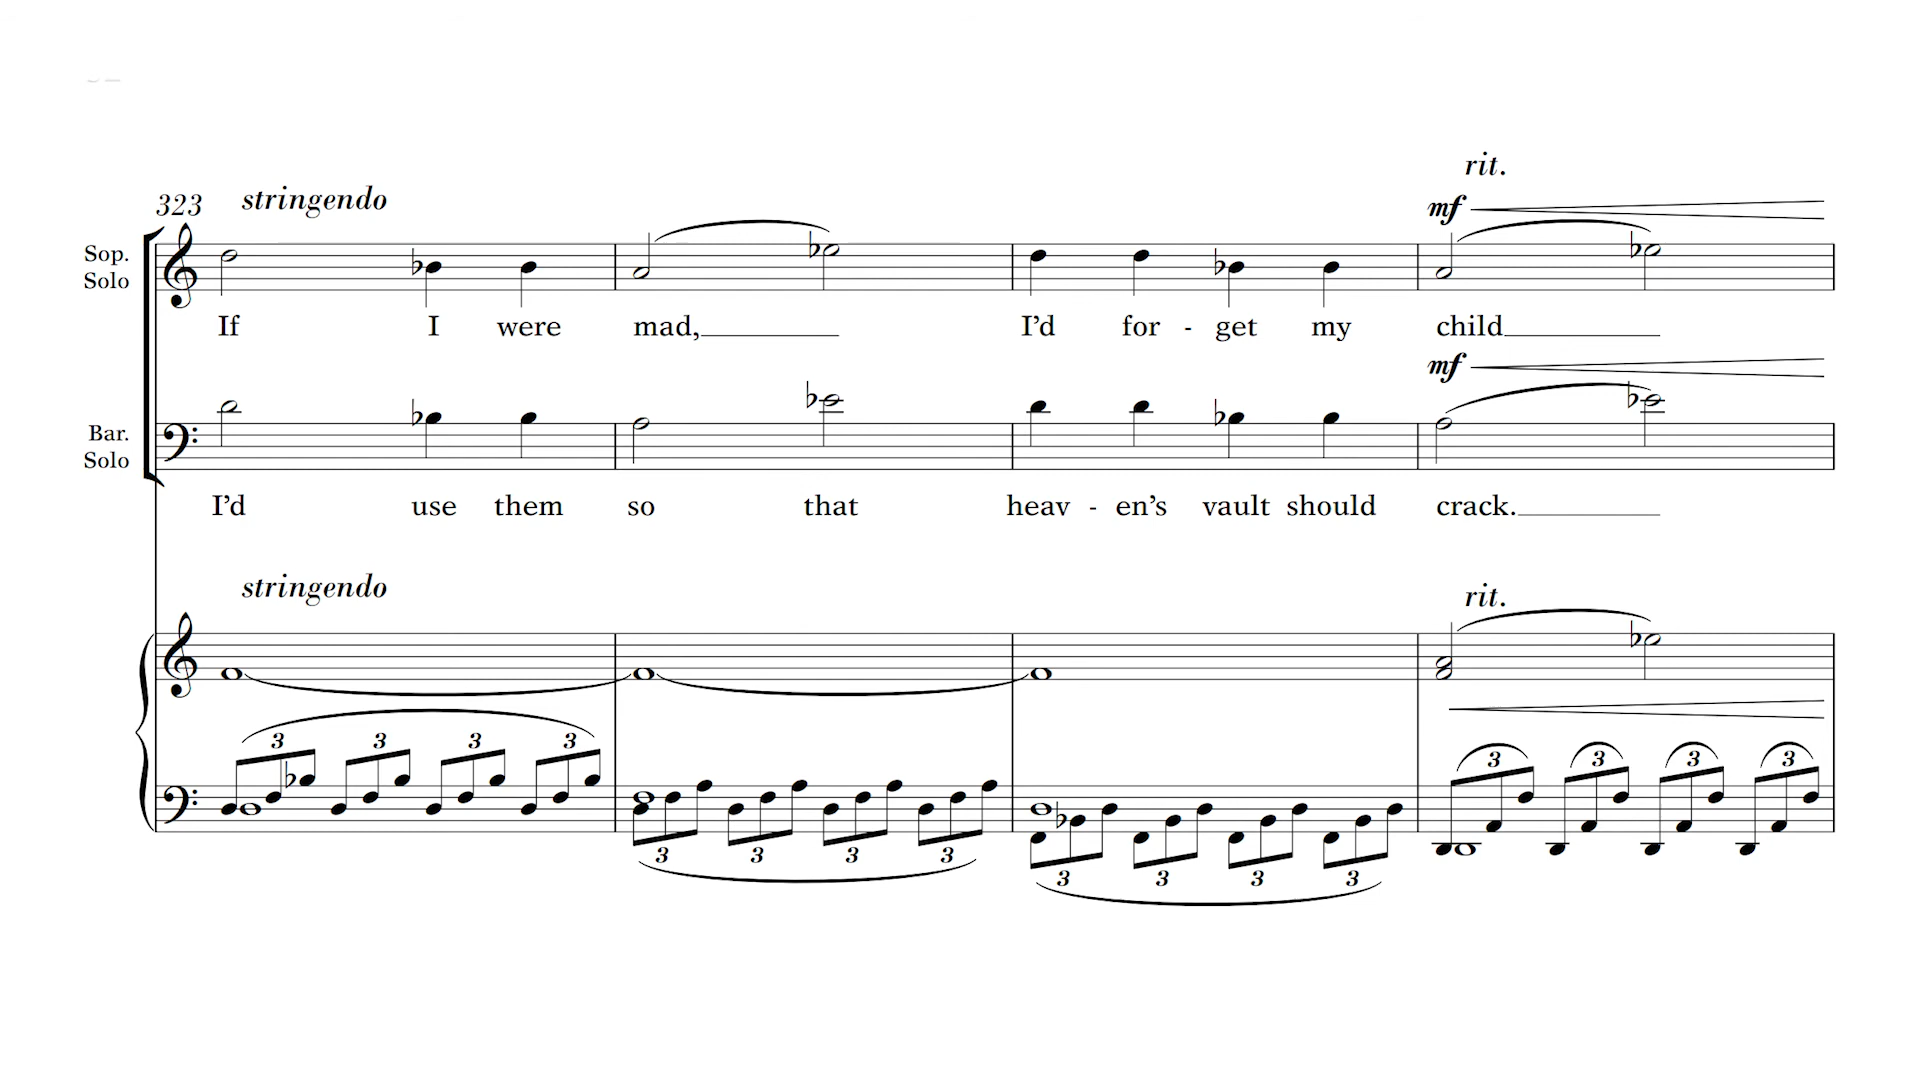 rit.
323 stringendo mf
Sop.
Solo
If I were mad, I’d for - get my child
mf
Bar.
Solo
I’d use them so that heav - en’s vault should crack.
stringendo rit.
3 3 3 3 3 3 3 3
3 3 3 3
3 3 3 3